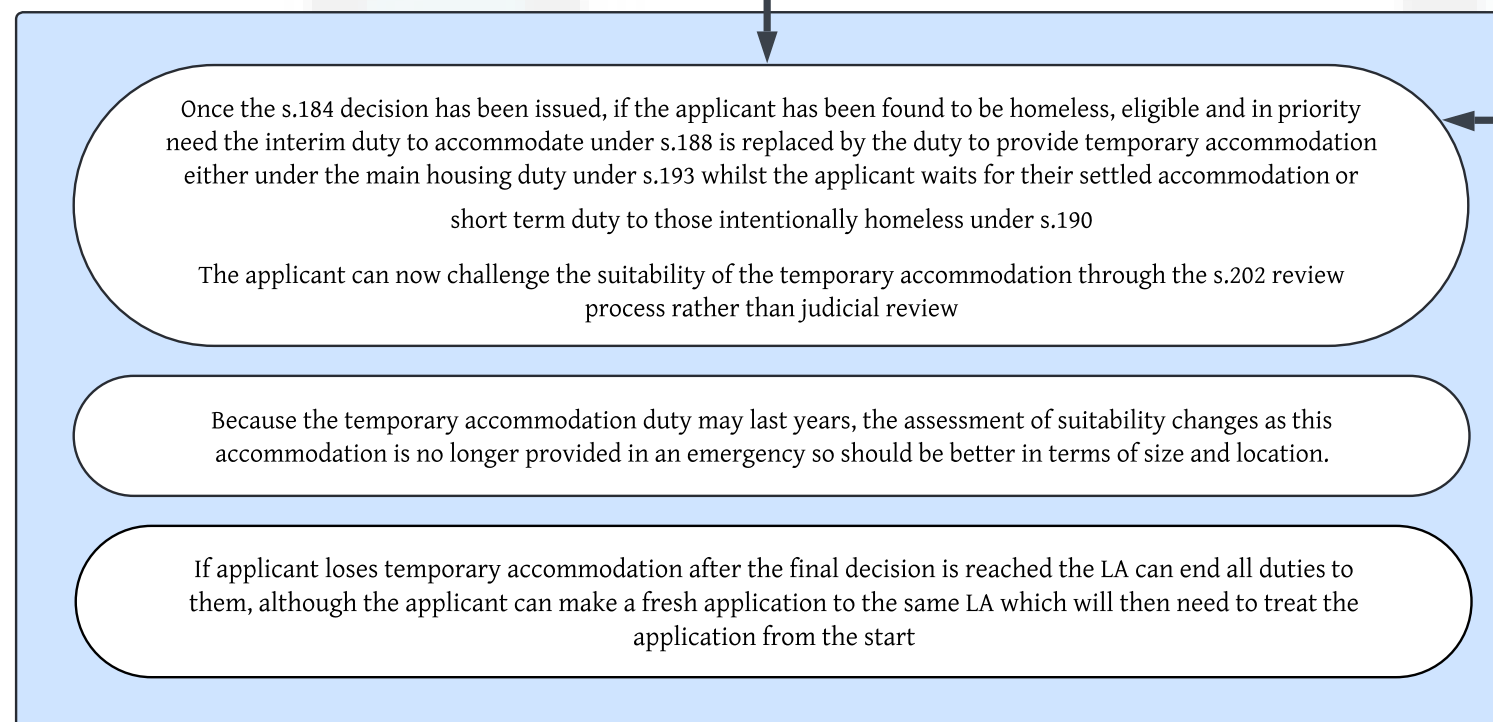 Once the s.184 decision has been issued, if the applicant has been found to be homeless, eligible and in priority
need the interim duty to accommodate under s.188 is replaced by the duty to provide temporary accommodation
either under the main housing duty under s.193 whilst the applicant waits for their settled accommodation or
short term duty to those intentionally homeless under s.190
The applicant can now challenge the suitability of the temporary accommodation through the s.202 review
process rather than judicial review
Because the temporary accommodation duty may last years, the assessment of suitability changes as this
accommodation is no longer provided in an emergency so should be better in terms of size and location.
If applicant loses temporary accommodation after the final decision is reached the LA can end all duties to
them, although the applicant can make a fresh application to the same LA which will then need to treat the
application from the start